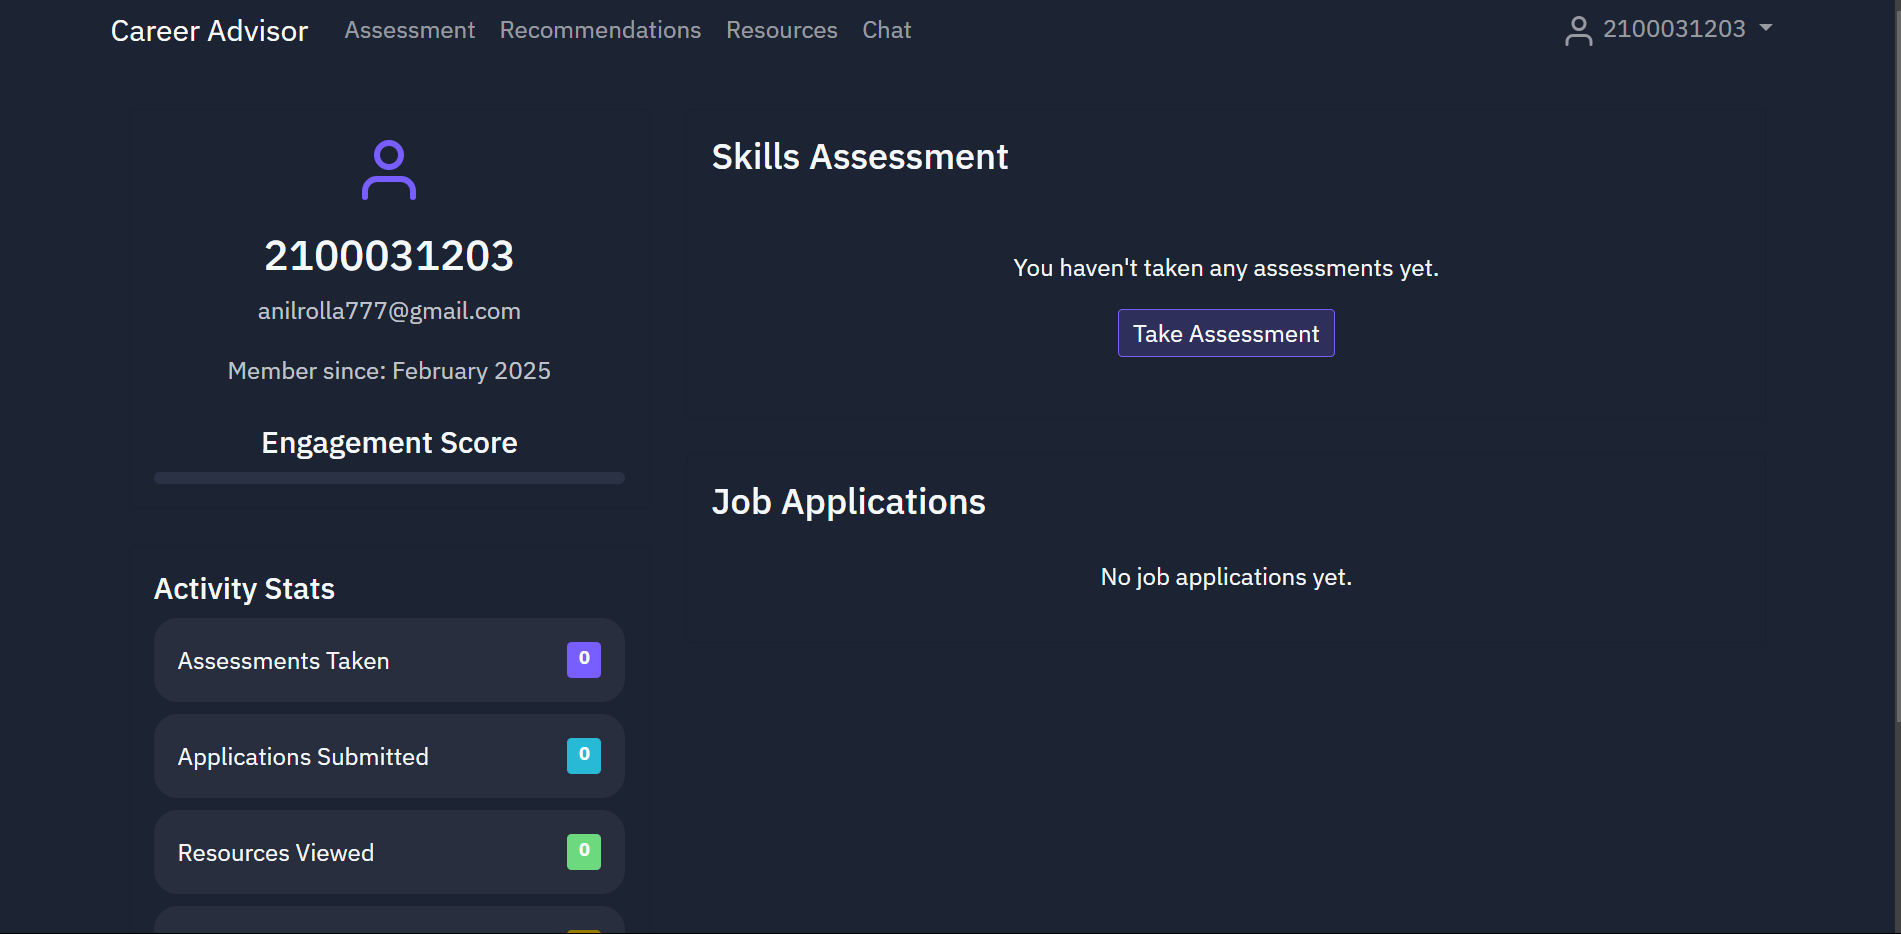 Career Advisor Assessment Recommendations Resources Chat 2100031203
2100031203
anilrolla777@gmail.com
Member since: February 2025
Engagement Score
Activity Stats
Assessments Taken 0
Applications Submitted 0
Resources Viewed 0
Skills Assessment
You haven't taken any assessments yet.
Take Assessment
Job Applications
No job applications yet.